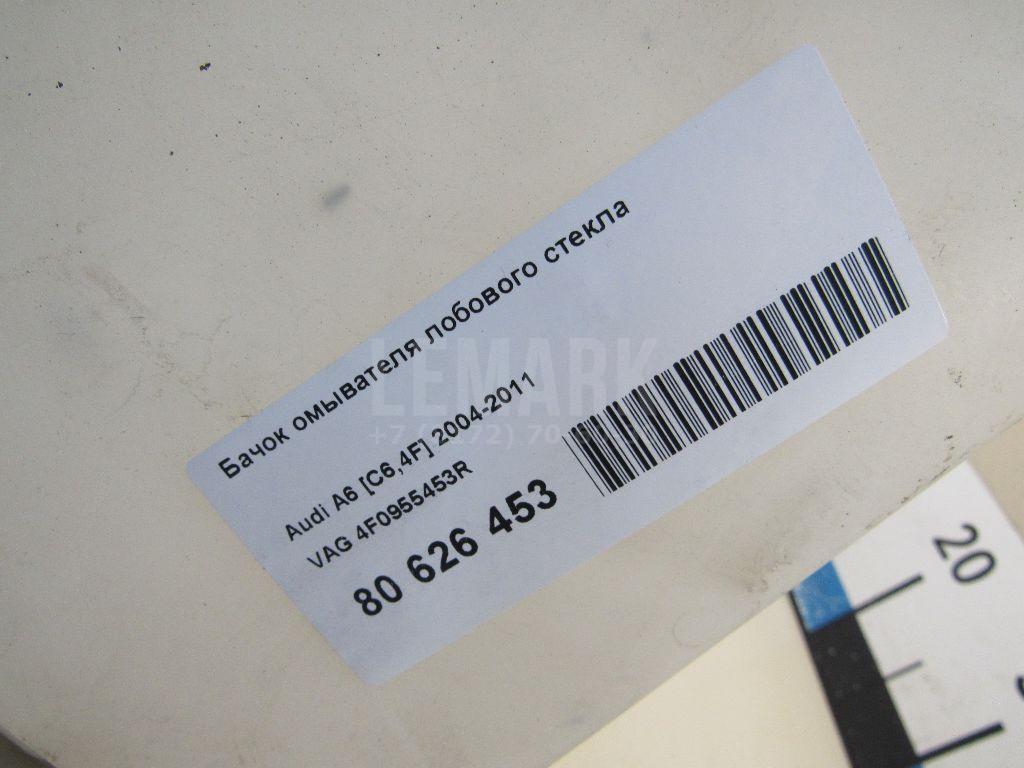 Бачок омывателя лобового стекла
LEMARK
Audi A6 [C6,4F] 2004-2011
VAG 4F0955453R
80 626 453
20